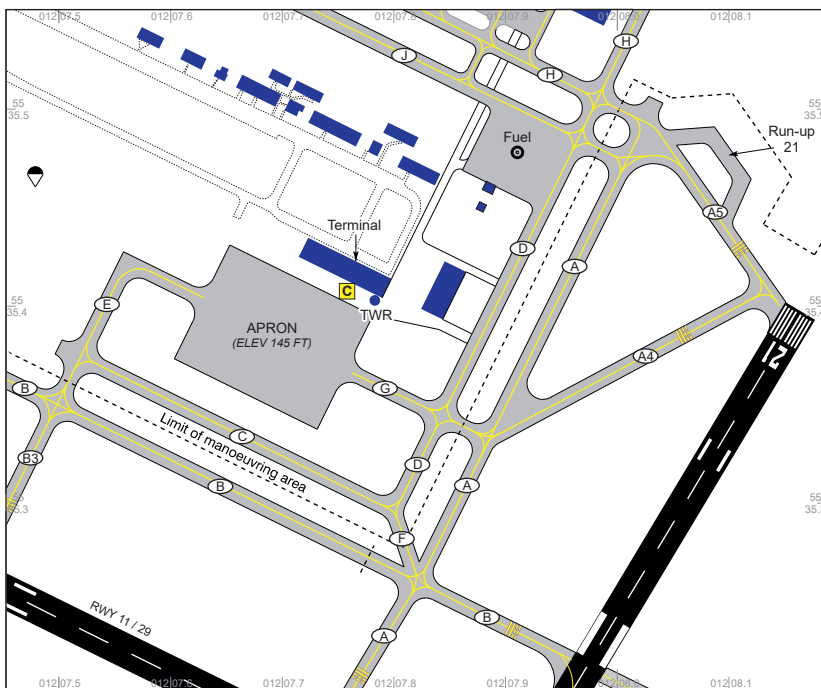 012 07.5
012 07.6
012 07.7
012 07.8
012 07.9
012 08.0
012 08.1
H
J
H
55
35.5
55
35.5
Fuel
Run-up
21
A5
Terminal
D
A
C
E
TWR
55
35.4
55
35.4
APRON
(ELEV 145 FT)
A4
21
B
G
C
Limit of manoeuvring area
D
B3
B
A
55
35.3
55
35.3
F
RWY 11 / 29
A
B
012 07.5
012 07.6
012 07.7
012 07.8
012 07.9
012 08.0
012 08.1